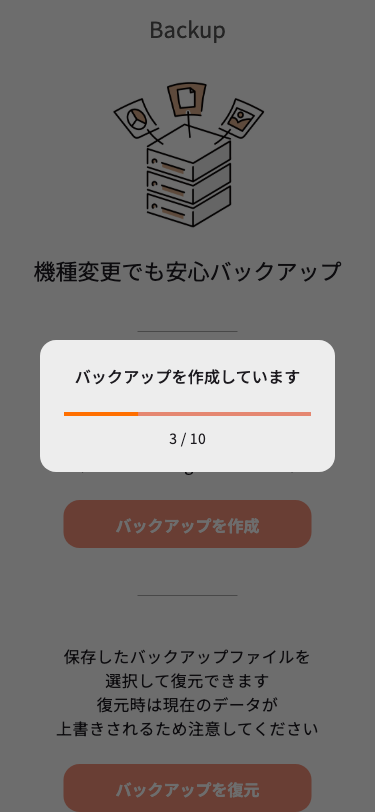 Backup
機種変更でも安心バックアップ
バックアップを作成しています
3 / 10
バックアップを作成
保存したバックアップファイルを
選択して復元できます
復元時は現在のデータが
上書きされるため注意してください
バックアップを復元